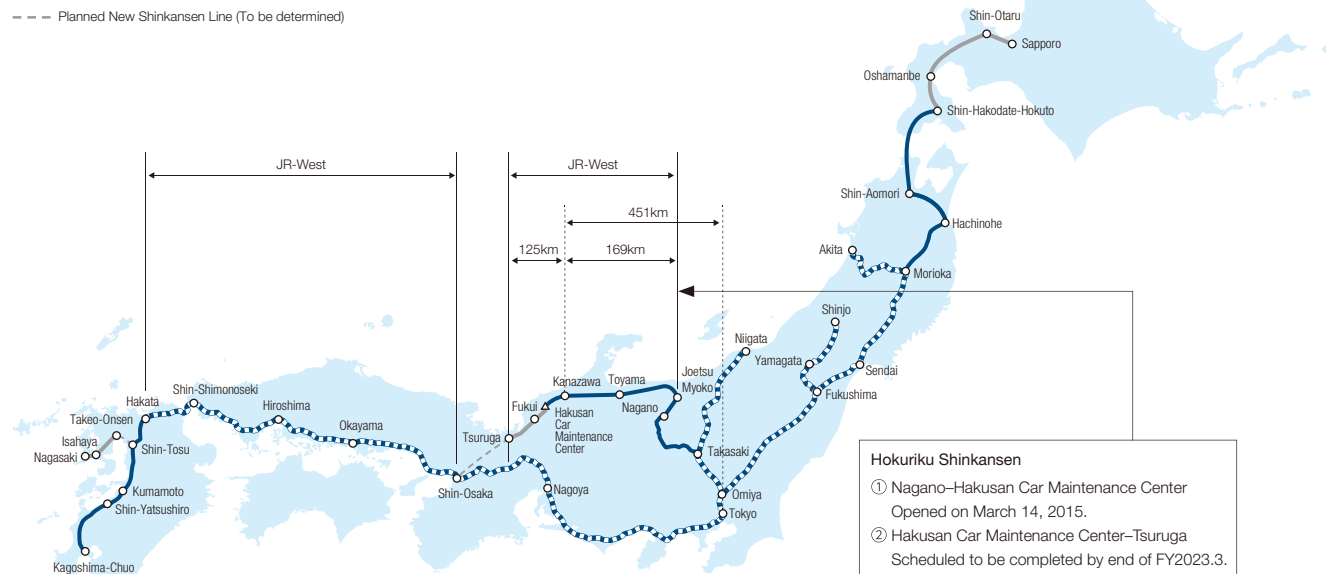 Planned New Shinkansen Line (To be determined)
Shin-Otaru
Sapporo
Oshamanbe
Shin-Hakodate-Hokuto
JR-West
JR-West
Shin-Aomori
451km
Hachinohe
125km
169km
Akita
Morioka
Shinjo
Niigata
Yamagata
Sendai
Joetsu
Myoko
Fukushima
Kanazawa
Toyama
Nagano
Shin-Shimonoseki
Hakata
Hiroshima
Fukui
Hakusan
Car
Maintenance
Center
Takeo-Onsen
Okayama
Tsuruga
Isahaya
Nagasaki
Shin-Tosu
Takasaki
Shin-Osaka
Nagoya
Omiya
Tokyo
Kumamoto
Shin-Yatsushiro
Kagoshima-Chuo
Hokuriku Shinkansen
① Nagano–Hakusan Car Maintenance Center
Opened on March 14, 2015.
② Hakusan Car Maintenance Center–Tsuruga
Scheduled to be completed by end of FY2023.3.